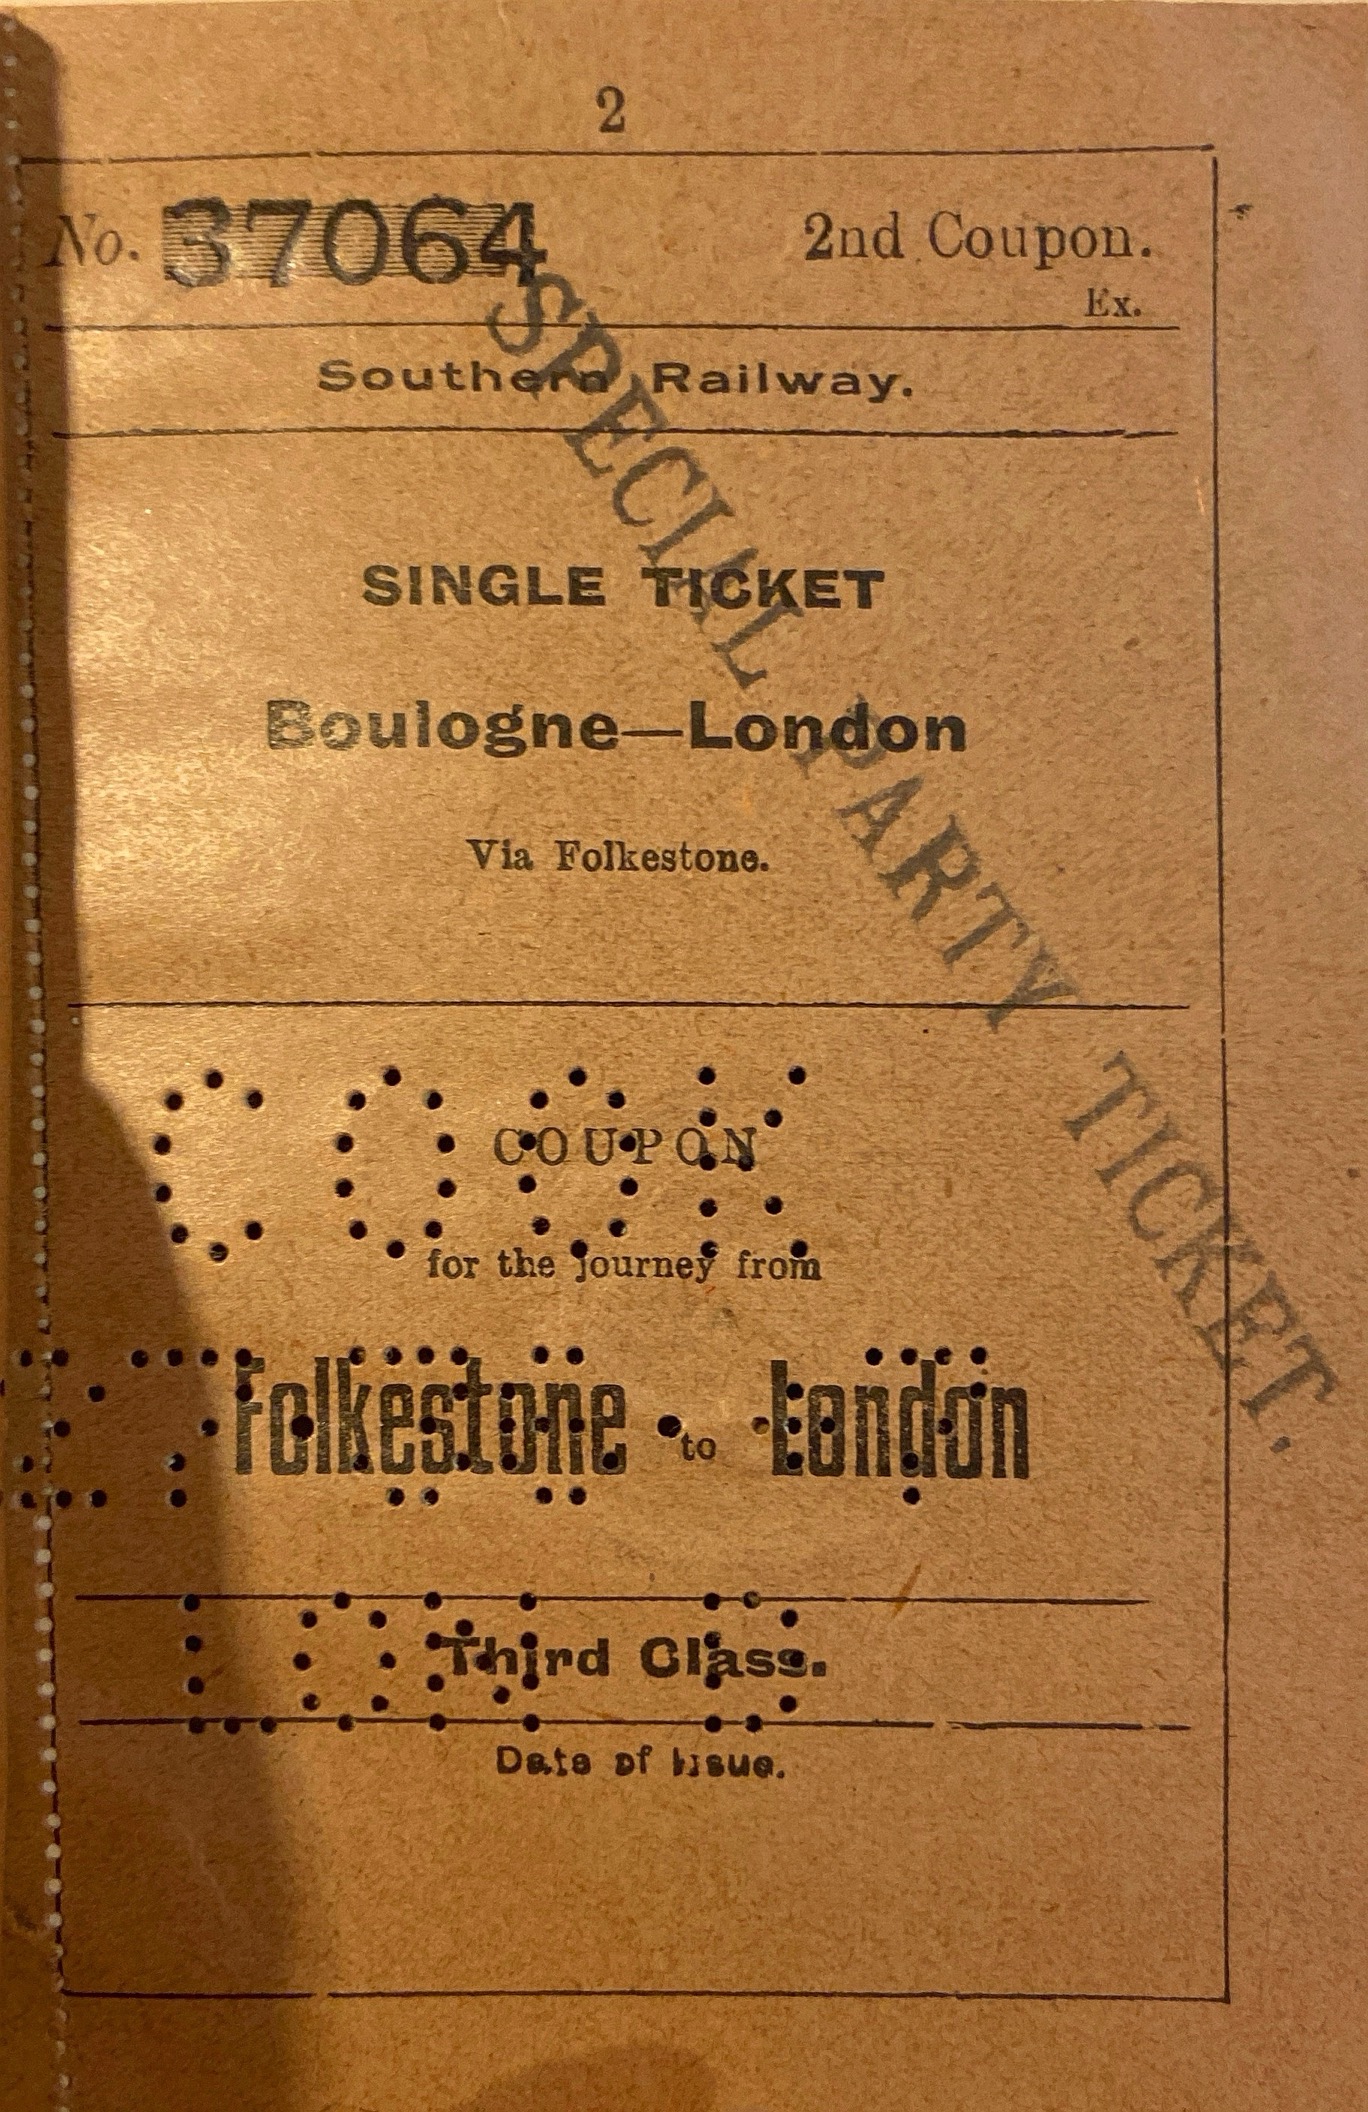 2
No. 37064 2nd Coupon.
Ex.
Southern Railway.
SPECIAL PARTY TICKET.
SINGLE TICKET
Boulogne—London
Via Folkestone.
COOK
COUPON
for the journey from
Folkestone to London
Third Class.
Date of Issue.